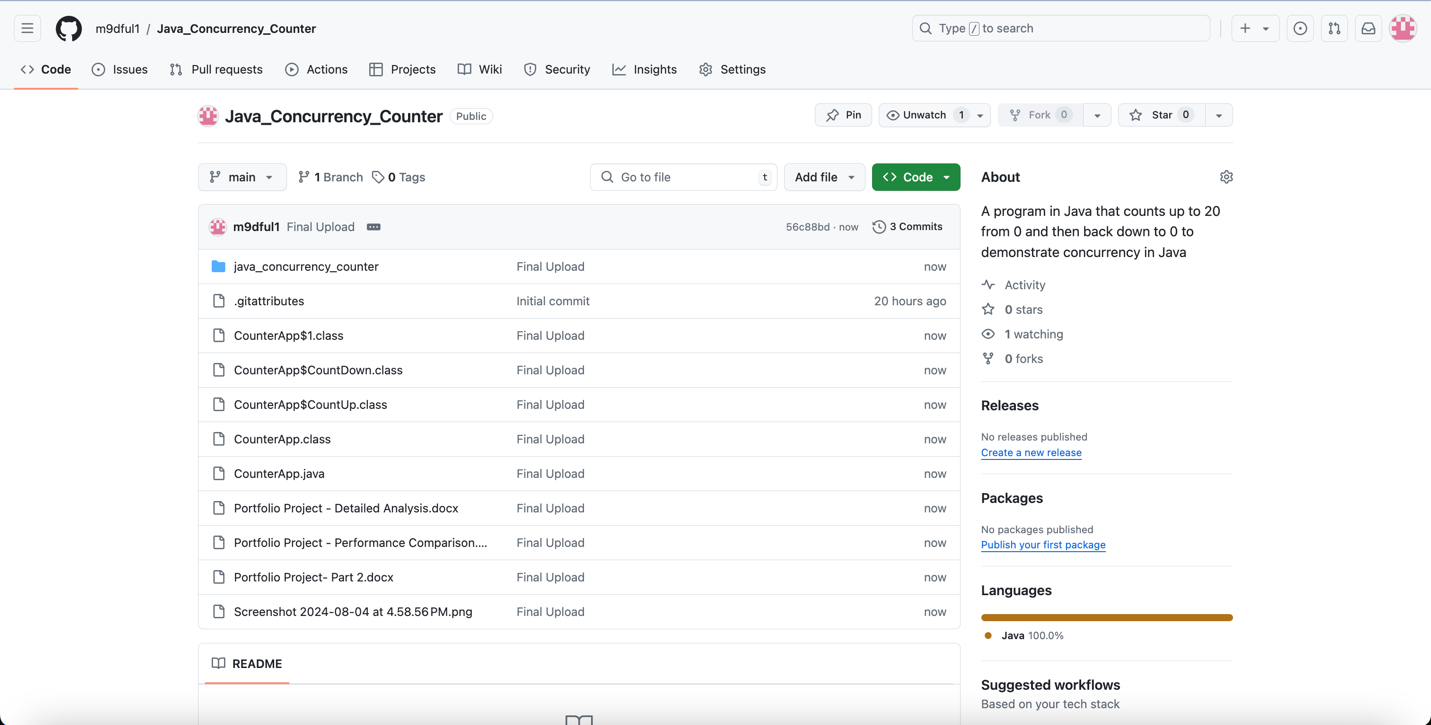 m9dful1 / Java_Concurrency_Counter
Type / to search
Code Issues Pull requests Actions Projects Wiki Security Insights Settings
Java_Concurrency_Counter Public
Pin Unwatch 1 Fork 0 Star 0
main 1 Branch 0 Tags Go to file t Add file Code
m9dful1 Final Upload 56c88bd · now 3 Commits
java_concurrency_counter Final Upload now
.gitattributes Initial commit 20 hours ago
CounterApp$1.class Final Upload now
CounterApp$CountDown.class Final Upload now
CounterApp$CountUp.class Final Upload now
CounterApp.class Final Upload now
CounterApp.java Final Upload now
Portfolio Project - Detailed Analysis.docx Final Upload now
Portfolio Project - Performance Comparison.... Final Upload now
Portfolio Project- Part 2.docx Final Upload now
Screenshot 2024-08-04 at 4.58.56 PM.png Final Upload now
README
About
A program in Java that counts up to 20
from 0 and then back down to 0 to
demonstrate concurrency in Java
Activity
0 stars
1 watching
0 forks
Releases
No releases published
Create a new release
Packages
No packages published
Publish your first package
Languages
Java 100.0%
Suggested workflows
Based on your tech stack